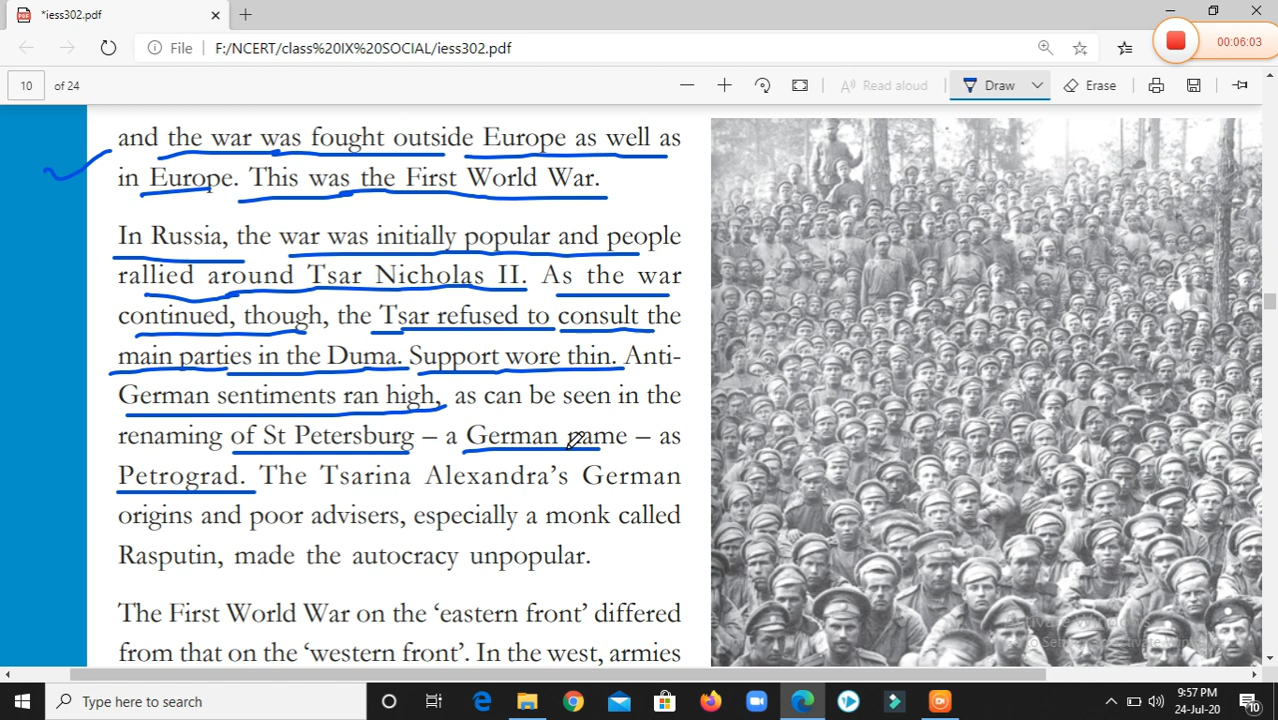 *iess302.pdf
File F:/NCERT/class%20IX%20SOCIAL/iess302.pdf
00:06:03
10 of 24
Read aloud
Draw
Erase
and the war was fought outside Europe as well as
in Europe. This was the First World War.
In Russia, the war was initially popular and people
rallied around Tsar Nicholas II. As the war
continued, though, the Tsar refused to consult the
main parties in the Duma. Support wore thin. Anti-
German sentiments ran high, as can be seen in the
renaming of St Petersburg – a German name – as
Petrograd. The Tsarina Alexandra's German
origins and poor advisers, especially a monk called
Rasputin, made the autocracy unpopular.
The First World War on the 'eastern front' differed
from that on the 'western front'. In the west, armies
Type here to search
9:57 PM
24-Jul-20
10